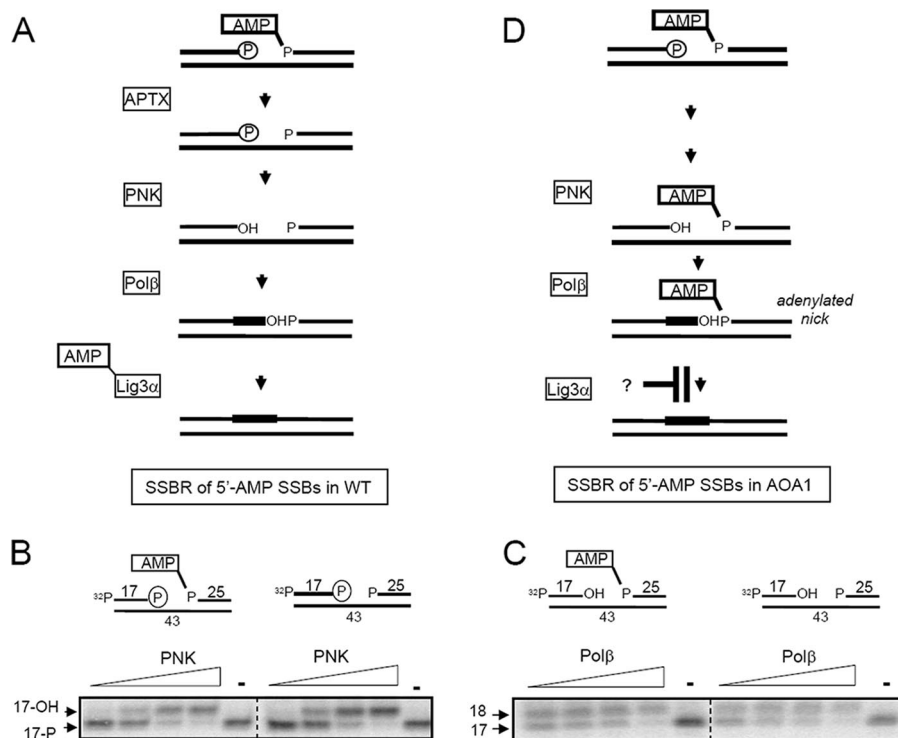 A
AMP
P P
APTX
P P
PNK
OH P
Polβ
OHP
AMP
Lig3α
SSBR of 5'-AMP SSBs in WT
D
AMP
P P
PNK
AMP
OH P
Polβ
AMP
OHP
adenylated
nick
Lig3α
?
SSBR of 5'-AMP SSBs in AOA1
B
AMP
32P 17 P P 25
43
32P 17 P P 25
43
PNK -
PNK -
17-OH
17-P
C
AMP
32P 17 OH P 25
43
32P 17 OH P 25
43
Polβ -
Polβ -
18
17